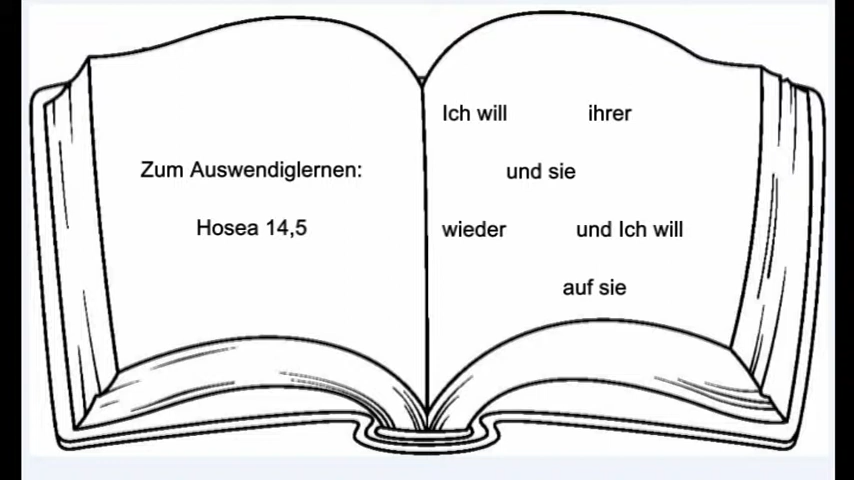 Zum Auswendiglernen:
Hosea 14,5
Ich will ihrer
und sie
wieder und Ich will
auf sie